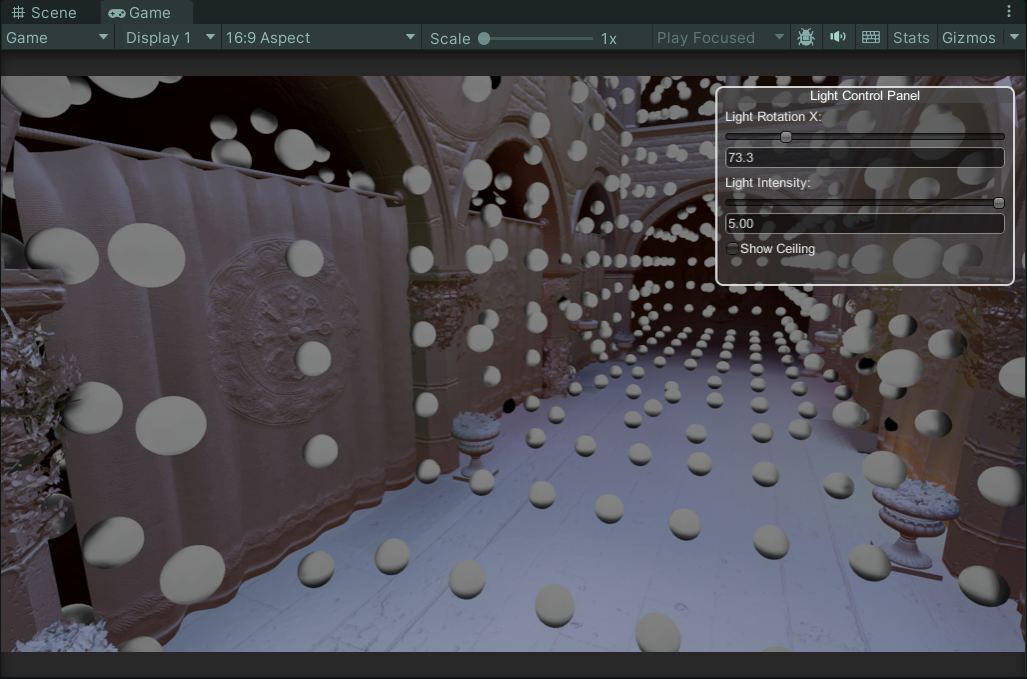 Scene Game
Game Display 1 16:9 Aspect Scale 1x Play Focused Stats Gizmos
Light Control Panel
Light Rotation X:
73.3
Light Intensity:
5.00
Show Ceiling